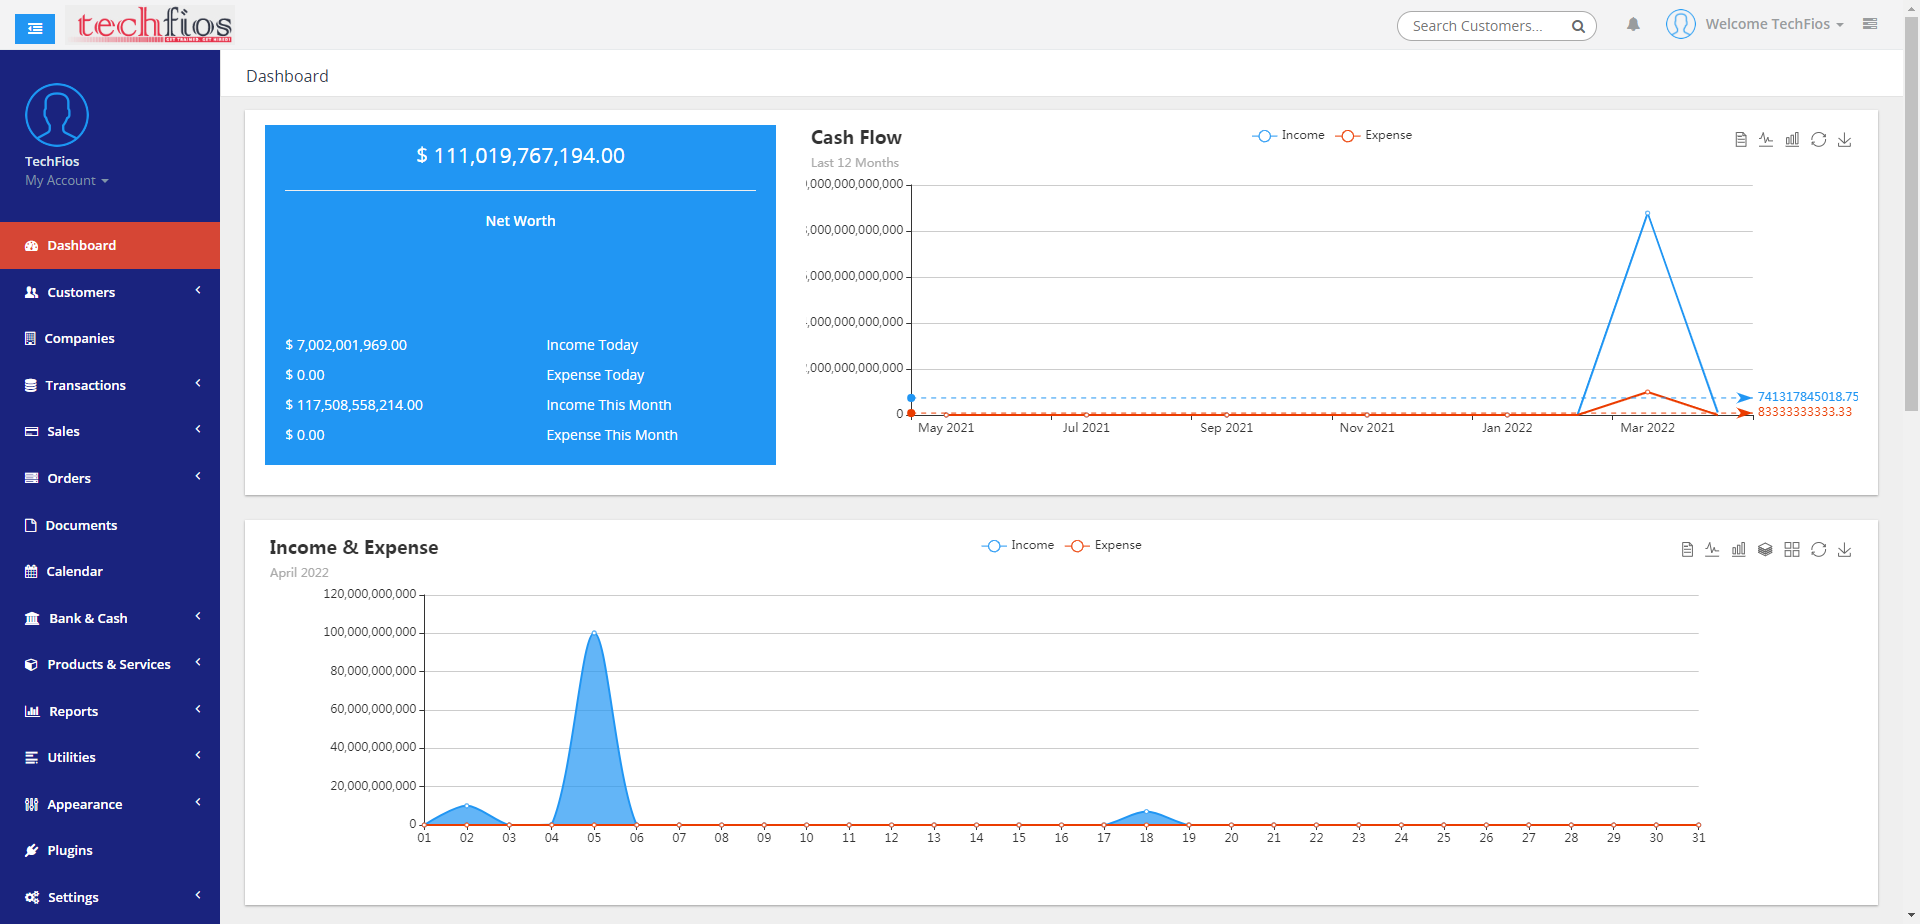 techfios
Search Customers...
Welcome TechFios
Dashboard
TechFios
My Account
Dashboard
Customers
Companies
Transactions
Sales
Orders
Documents
Calendar
Bank & Cash
Products & Services
Reports
Utilities
Appearance
Plugins
Settings
$ 111,019,767,194.00
Net Worth
$ 7,002,001,969.00 Income Today
$ 0.00 Expense Today
$ 117,508,558,214.00 Income This Month
$ 0.00 Expense This Month
Cash Flow
Last 12 Months
Income Expense
0,000,000,000,000
,000,000,000,000
,000,000,000,000
,000,000,000,000
,000,000,000,000
0
741317845018.75
83333333333.33
May 2021 Jul 2021 Sep 2021 Nov 2021 Jan 2022 Mar 2022
Income & Expense
April 2022
Income Expense
120,000,000,000
100,000,000,000
80,000,000,000
60,000,000,000
40,000,000,000
20,000,000,000
0
01 02 03 04 05 06 07 08 09 10 11 12 13 14 15 16 17 18 19 20 21 22 23 24 25 26 27 28 29 30 31